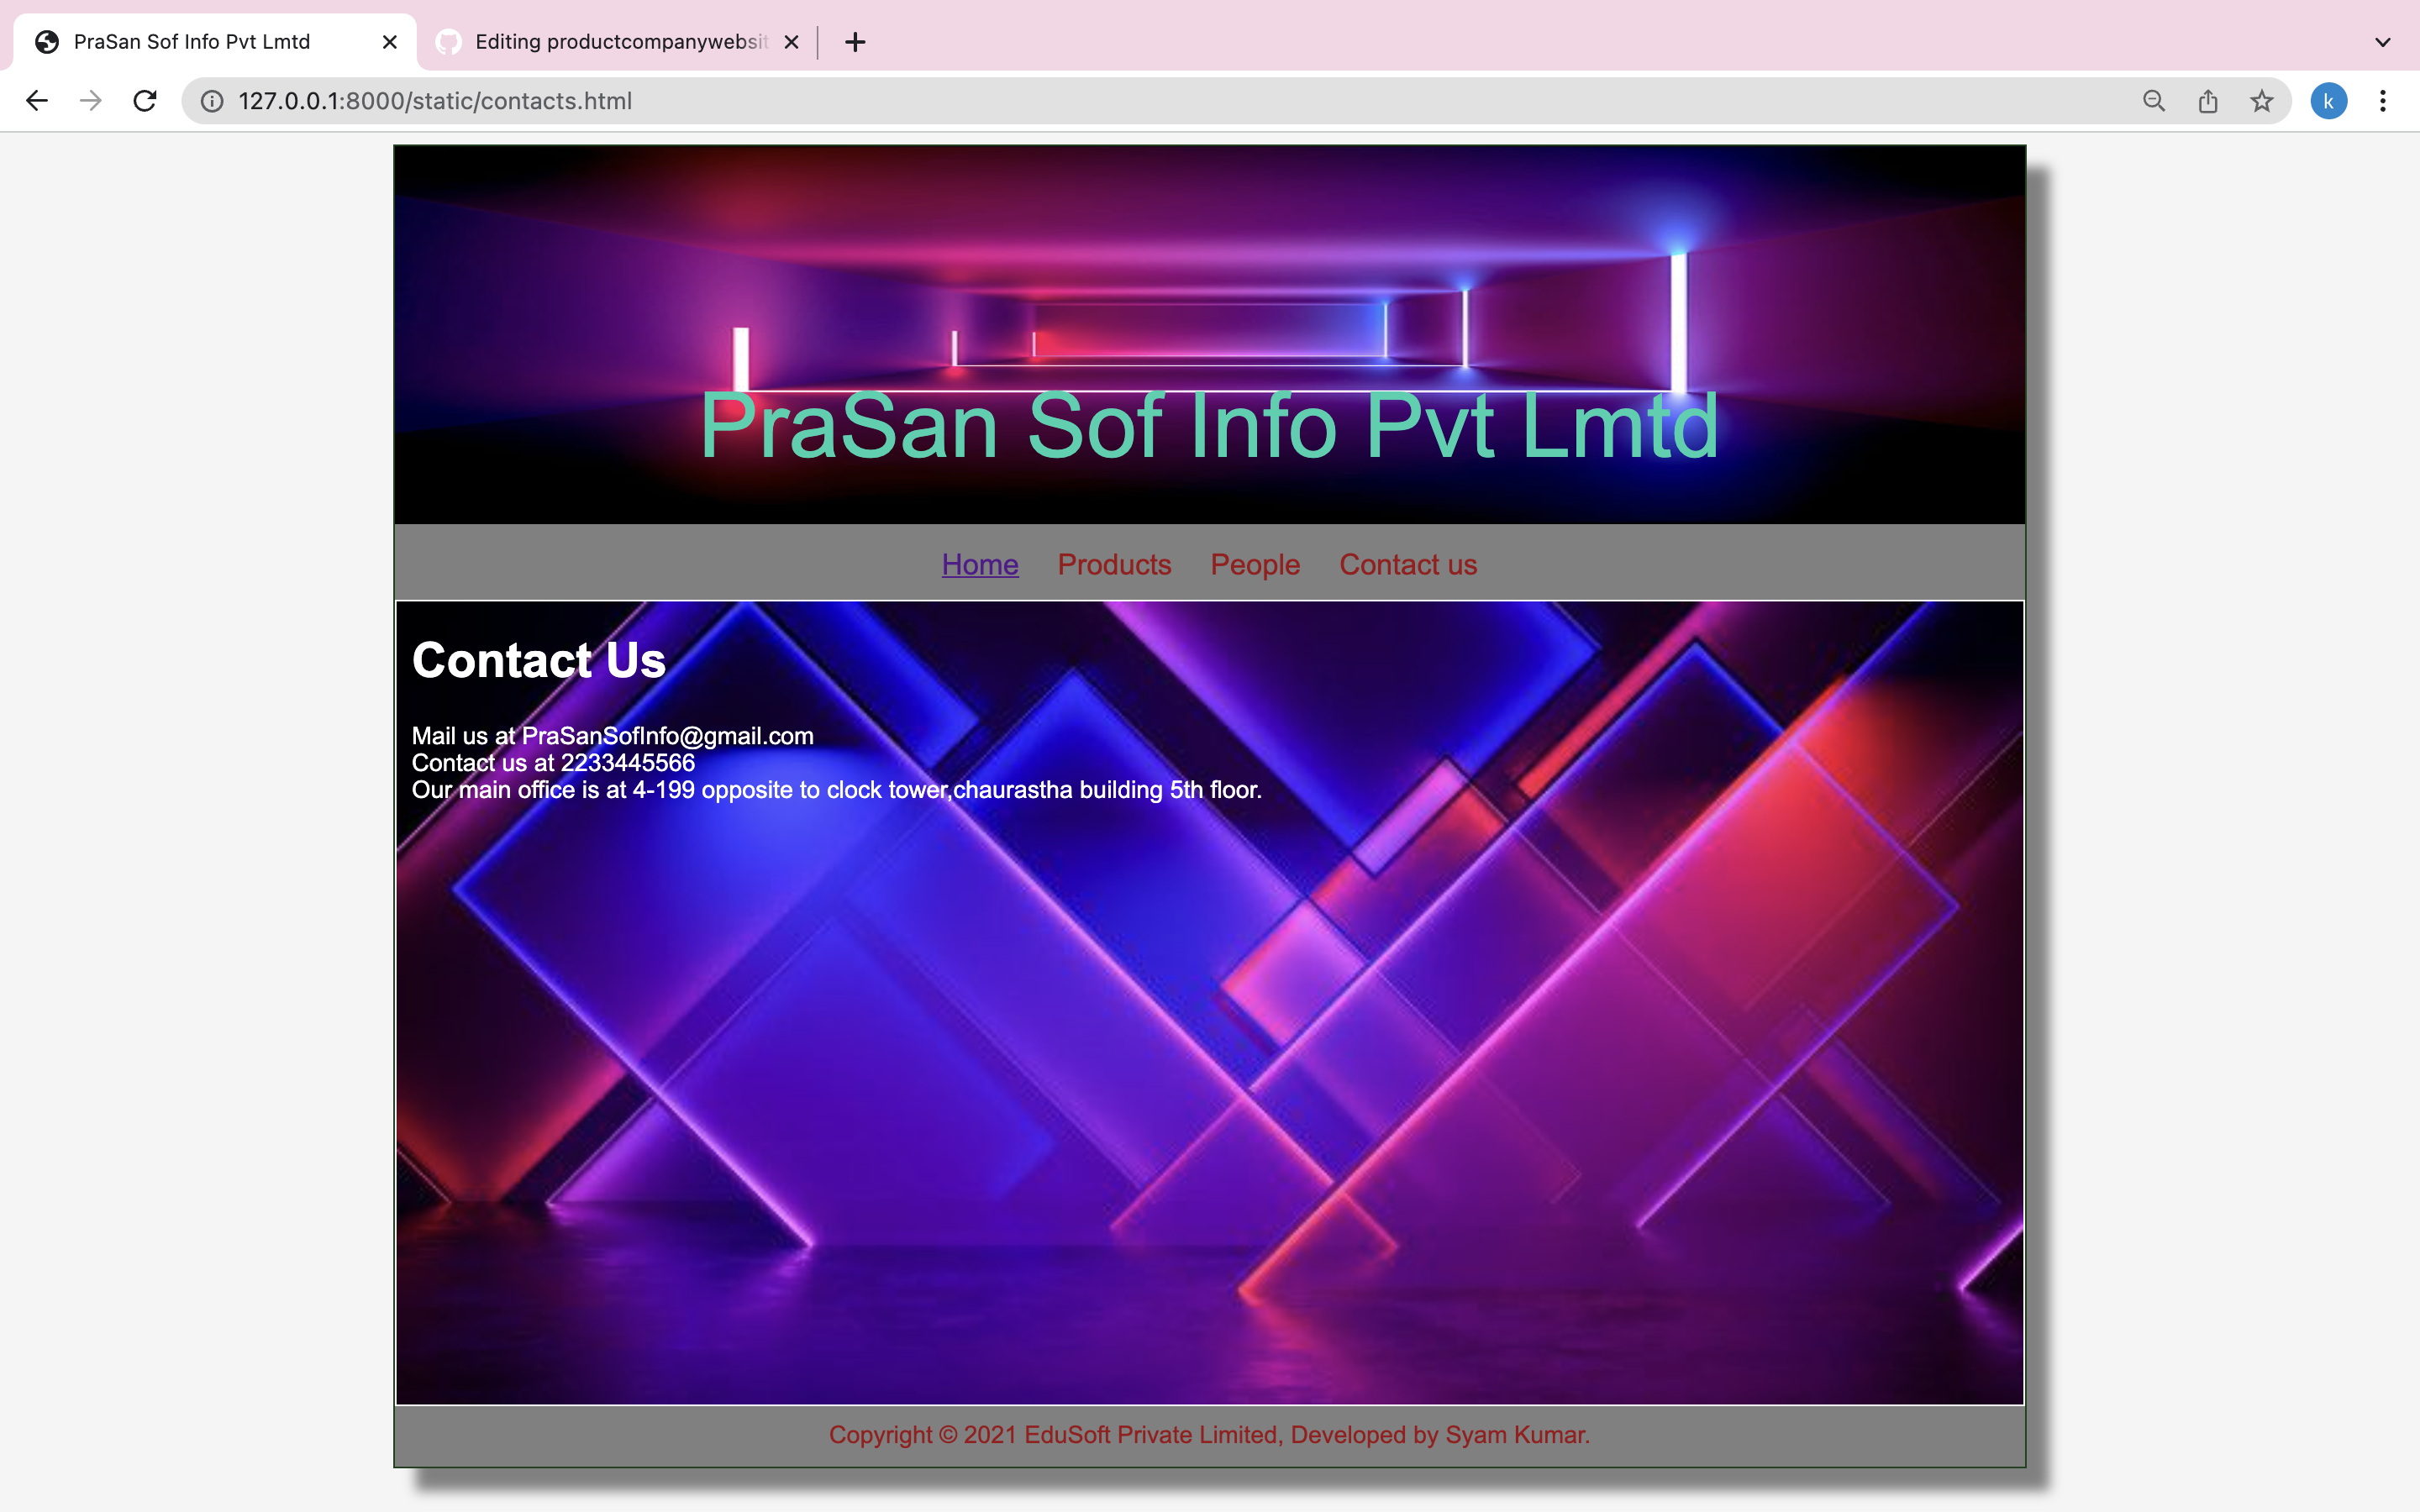 PraSan Sof Info Pvt Lmtd
Editing productcompanywebsit
127.0.0.1:8000/static/contacts.html
k
PraSan Sof Info Pvt Lmtd
Home Products People Contact us
Contact Us
Mail us at PraSanSofInfo@gmail.com
Contact us at 2233445566
Our main office is at 4-199 opposite to clock tower,chaurastha building 5th floor.
Copyright © 2021 EduSoft Private Limited, Developed by Syam Kumar.